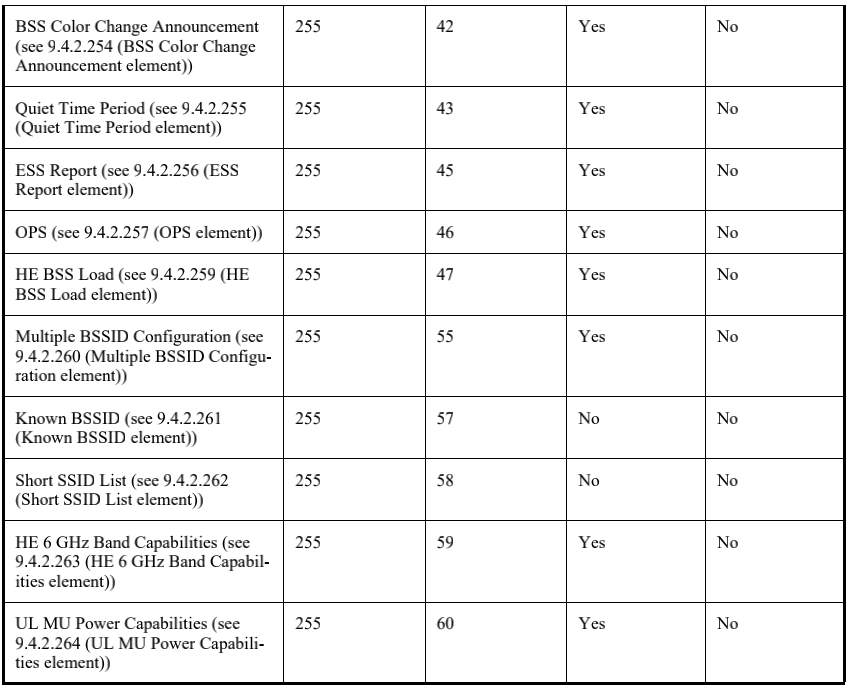 BSS Color Change Announcement 255 42 Yes No
(see 9.4.2.254 (BSS Color Change
Announcement element))
Quiet Time Period (see 9.4.2.255 255 43 Yes No
(Quiet Time Period element))
ESS Report (see 9.4.2.256 (ESS 255 45 Yes No
Report element))
OPS (see 9.4.2.257 (OPS element)) 255 46 Yes No
HE BSS Load (see 9.4.2.259 (HE 255 47 Yes No
BSS Load element))
Multiple BSSID Configuration (see 255 55 Yes No
9.4.2.260 (Multiple BSSID Configu-
ration element))
Known BSSID (see 9.4.2.261 255 57 No No
(Known BSSID element))
Short SSID List (see 9.4.2.262 255 58 No No
(Short SSID List element))
HE 6 GHz Band Capabilities (see 255 59 Yes No
9.4.2.263 (HE 6 GHz Band Capabil-
ities element))
UL MU Power Capabilities (see 255 60 Yes No
9.4.2.264 (UL MU Power Capabili-
ties element))